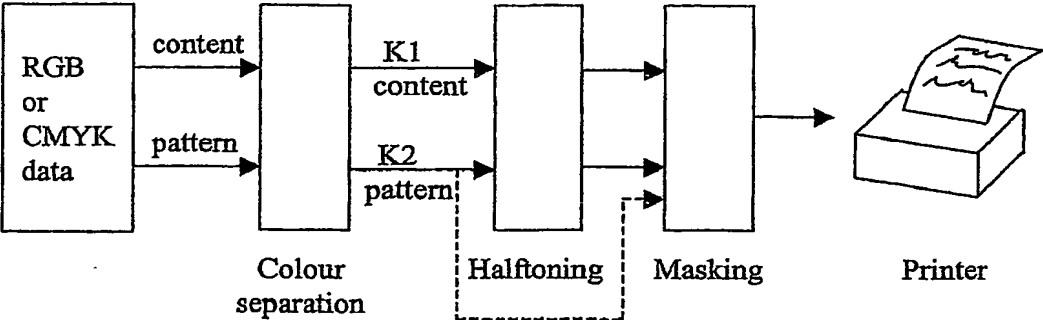 RGB
or
CMYK
data
content
pattern
K1
content
K2
pattern
Colour
separation
Halftoning
Masking
Printer